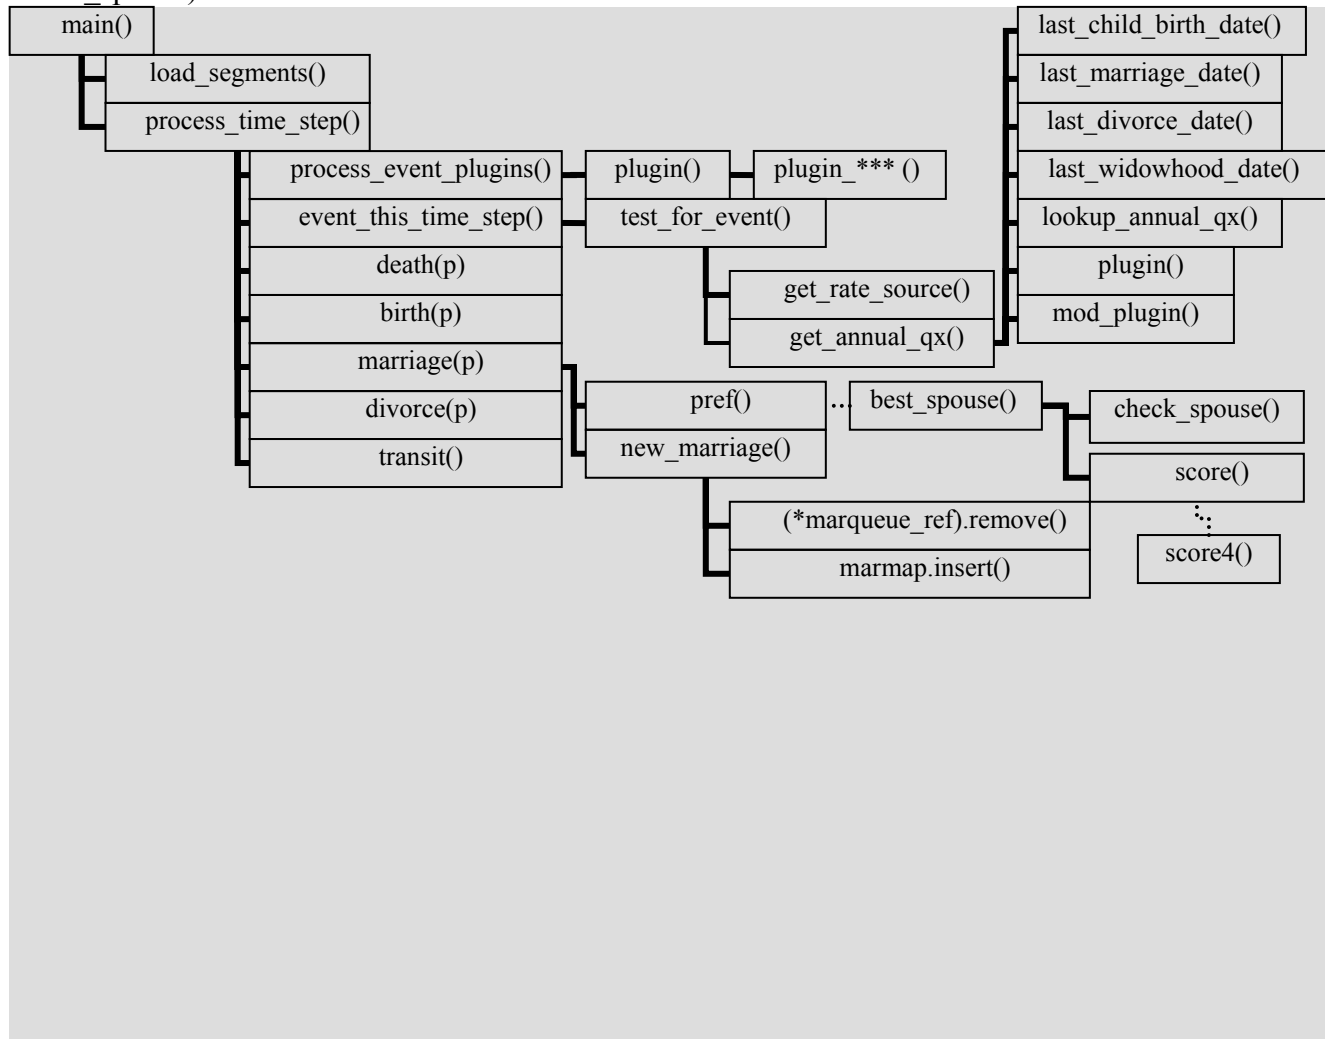 main()
last_child_birth_date()
load_segments()
last_marriage_date()
process_time_step()
last_divorce_date()
process_event_plugins()
plugin()
plugin_*** ()
last_widowhood_date()
event_this_time_step()
test_for_event()
lookup_annual_qx()
death(p)
plugin()
get_rate_source()
birth(p)
mod_plugin()
get_annual_qx()
marriage(p)
pref()
...
best_spouse()
check_spouse()
divorce(p)
new_marriage()
transit()
score()
(*marqueue_ref).remove()
score4()
marmap.insert()